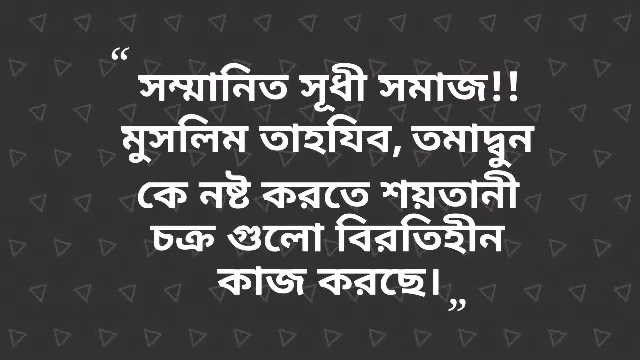 “
সম্মানিত সূধী সমাজ!!
মুসলিম তাহযিব, তমাদ্বুন
কে নষ্ট করতে শয়তানী
চক্র গুলো বিরতিহীন
কাজ করছে।
”